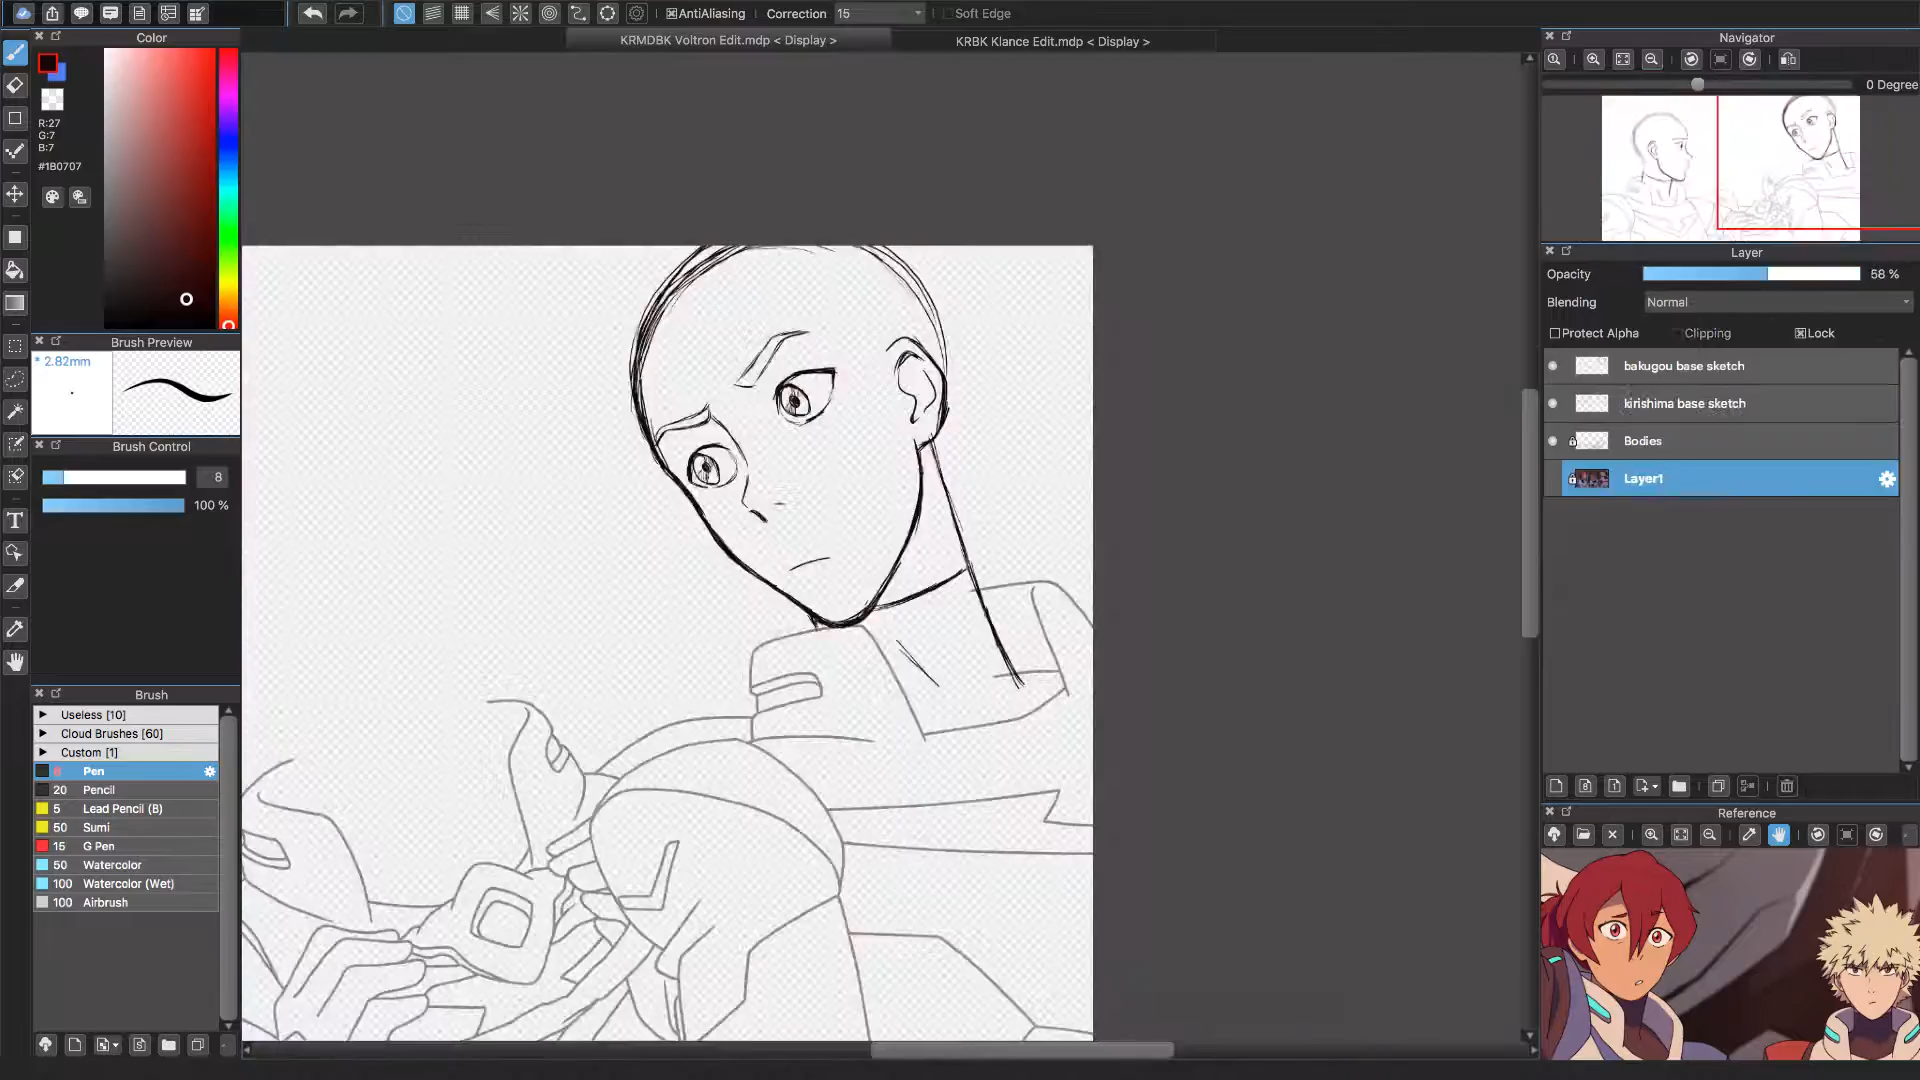 AntiAliasing
Correction
15
Soft Edge
KRMDBK Voltron Edit.mdp < Display >
KRBK Klance Edit.mdp < Display >
Color
R:27
G:7
B:7
#1B0707
Brush Preview
* 2.82mm
Brush Control
8
100 %
Brush
Useless [10]
Cloud Brushes [60]
Custom [1]
8 Pen
20 Pencil
5 Lead Pencil (B)
50 Sumi
15 G Pen
50 Watercolor
100 Watercolor (Wet)
100 Airbrush
Navigator
0 Degree
Layer
Opacity
58 %
Blending
Normal
Protect Alpha
Clipping
Lock
bakugou base sketch
kirishima base sketch
Bodies
Layer1
Reference